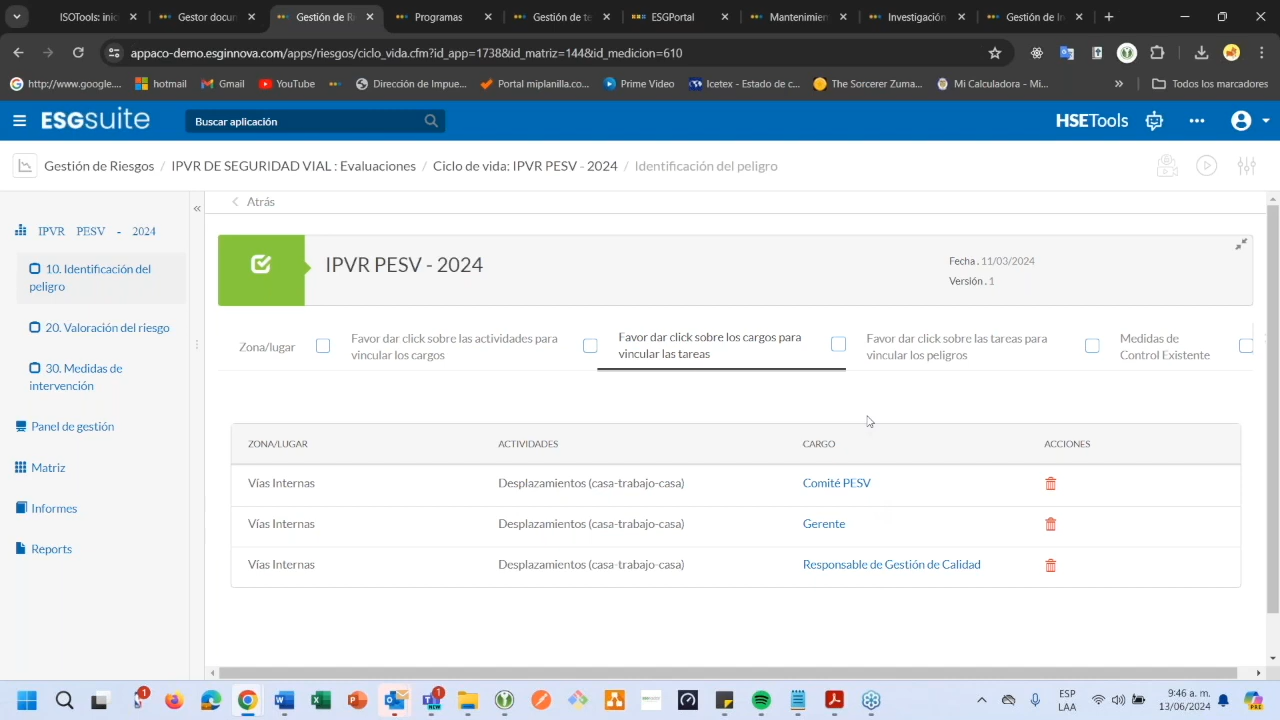 ISOTools: inic
Gestor docun
Gestión de Ri
Programas
Gestión de te
ESGPortal
Mantenimien
Investigación
Gestión de In
appaco-demo.esginnova.com/apps/riesgos/ciclo_vida.cfm?id_app=1738&id_matriz=144&id_medicion=610
http://www.google....
hotmail
Gmail
YouTube
Dirección de Impue...
Portal miplanilla.co...
Prime Video
Icetex - Estado de c...
The Sorcerer Zuma...
Mi Calculadora - Mi...
»
Todos los marcadores
ESGsuite
Buscar aplicación
HSETools
Gestión de Riesgos / IPVR DE SEGURIDAD VIAL : Evaluaciones / Ciclo de vida: IPVR PESV - 2024 / Identificación del peligro
«
Atrás
IPVR PESV - 2024
10. Identificación del
peligro
20. Valoración del riesgo
30. Medidas de
intervención
Panel de gestión
Matriz
Informes
Reports
IPVR PESV - 2024
Fecha . 11/03/2024
Versión . 1
Zona/lugar
Favor dar click sobre las actividades para
vincular los cargos
Favor dar click sobre los cargos para
vincular las tareas
Favor dar click sobre las tareas para
vincular los peligros
Medidas de
Control Existente
ZONA/LUGAR ACTIVIDADES CARGO ACCIONES
Vías Internas Desplazamientos (casa-trabajo-casa) Comité PESV
Vías Internas Desplazamientos (casa-trabajo-casa) Gerente
Vías Internas Desplazamientos (casa-trabajo-casa) Responsable de Gestión de Calidad
1
1
ESP
LAA
9:46 a. m.
13/06/2024